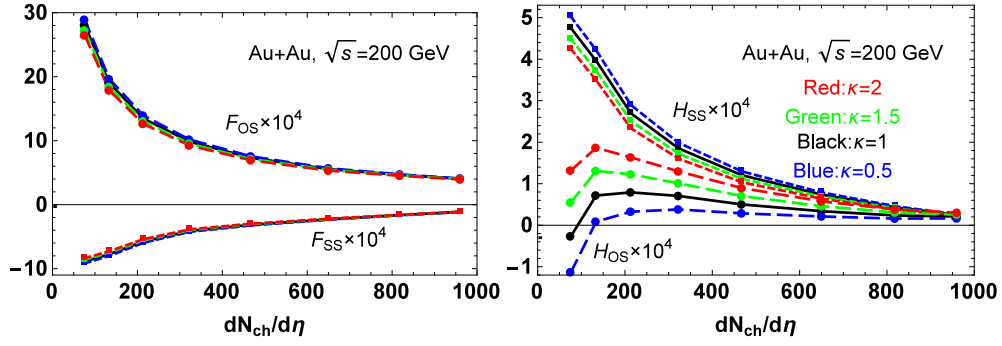 Au+Au, √s=200 GeV
F_OS×10^4
F_SS×10^4
40
30
20
10
0
−10
0 200 400 600 800 1000
dN_ch/dη
Au+Au, √s=200 GeV
Red:κ=2
Green:κ=1.5
Black:κ=1
Blue:κ=0.5
H_SS×10^4
H_OS×10^4
5
4
3
2
1
0
−1
0 200 400 600 800 1000
dN_ch/dη